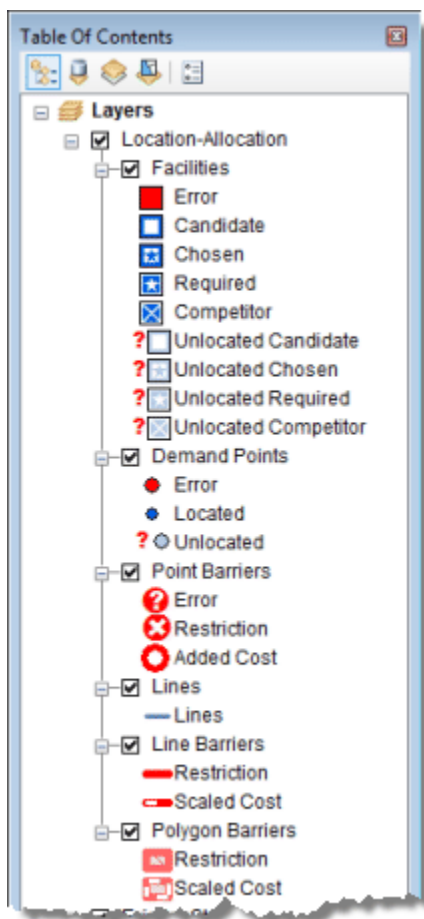 Table Of Contents
Layers
Location-Allocation
Facilities
Error
Candidate
Chosen
Required
Competitor
?Unlocated Candidate
?Unlocated Chosen
?Unlocated Required
?Unlocated Competitor
Demand Points
Error
Located
?Unlocated
Point Barriers
?Error
Restriction
Added Cost
Lines
Lines
Line Barriers
Restriction
Scaled Cost
Polygon Barriers
Restriction
Scaled Cost